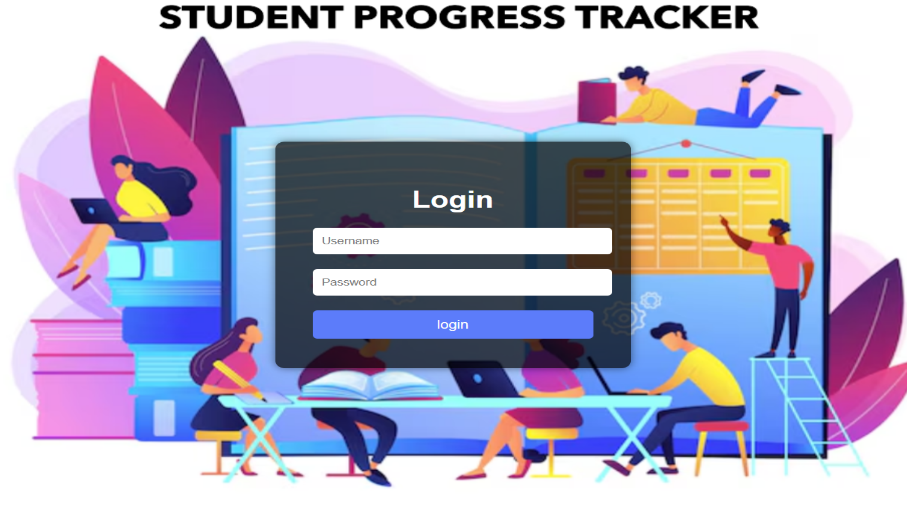 STUDENT PROGRESS TRACKER
Login
Username
Password
login